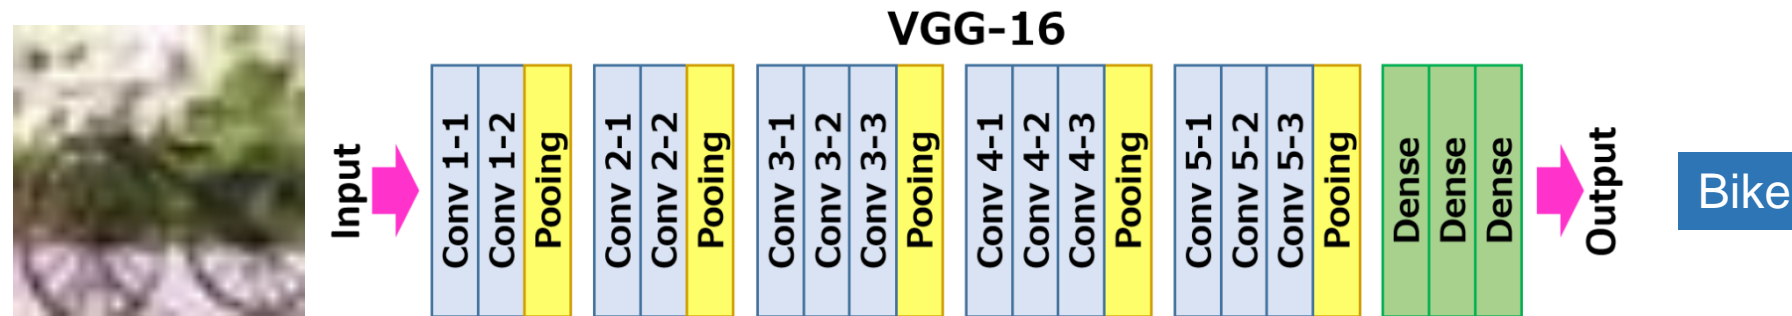 VGG-16
Input
Conv 1-1
Conv 1-2
Pooing
Conv 2-1
Conv 2-2
Pooing
Conv 3-1
Conv 3-2
Conv 3-3
Pooing
Conv 4-1
Conv 4-2
Conv 4-3
Pooing
Conv 5-1
Conv 5-2
Conv 5-3
Pooing
Dense
Dense
Dense
Output
Bike